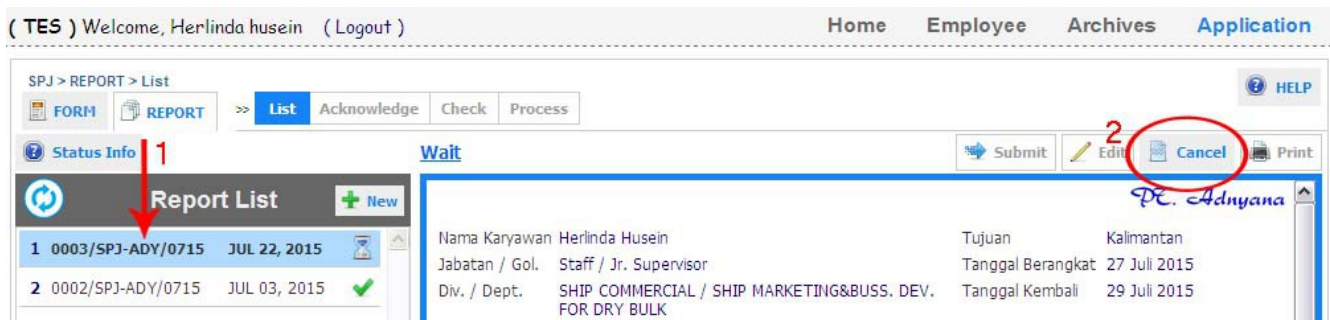 ( TES ) Welcome, Herlinda husein ( Logout )
Home Employee Archives Application
SPJ > REPORT > List
HELP
FORM REPORT >> List Acknowledge Check Process
Status Info 1
Wait
Submit Edit 2 Cancel Print
Report List New
1 0003/SPJ-ADY/0715 JUL 22, 2015
2 0002/SPJ-ADY/0715 JUL 03, 2015
PT. Adnyana
Nama Karyawan Herlinda Husein Tujuan Kalimantan
Jabatan / Gol. Staff / Jr. Supervisor Tanggal Berangkat 27 Juli 2015
Div. / Dept. SHIP COMMERCIAL / SHIP MARKETING&BUSS. DEV. Tanggal Kembali 29 Juli 2015
FOR DRY BULK